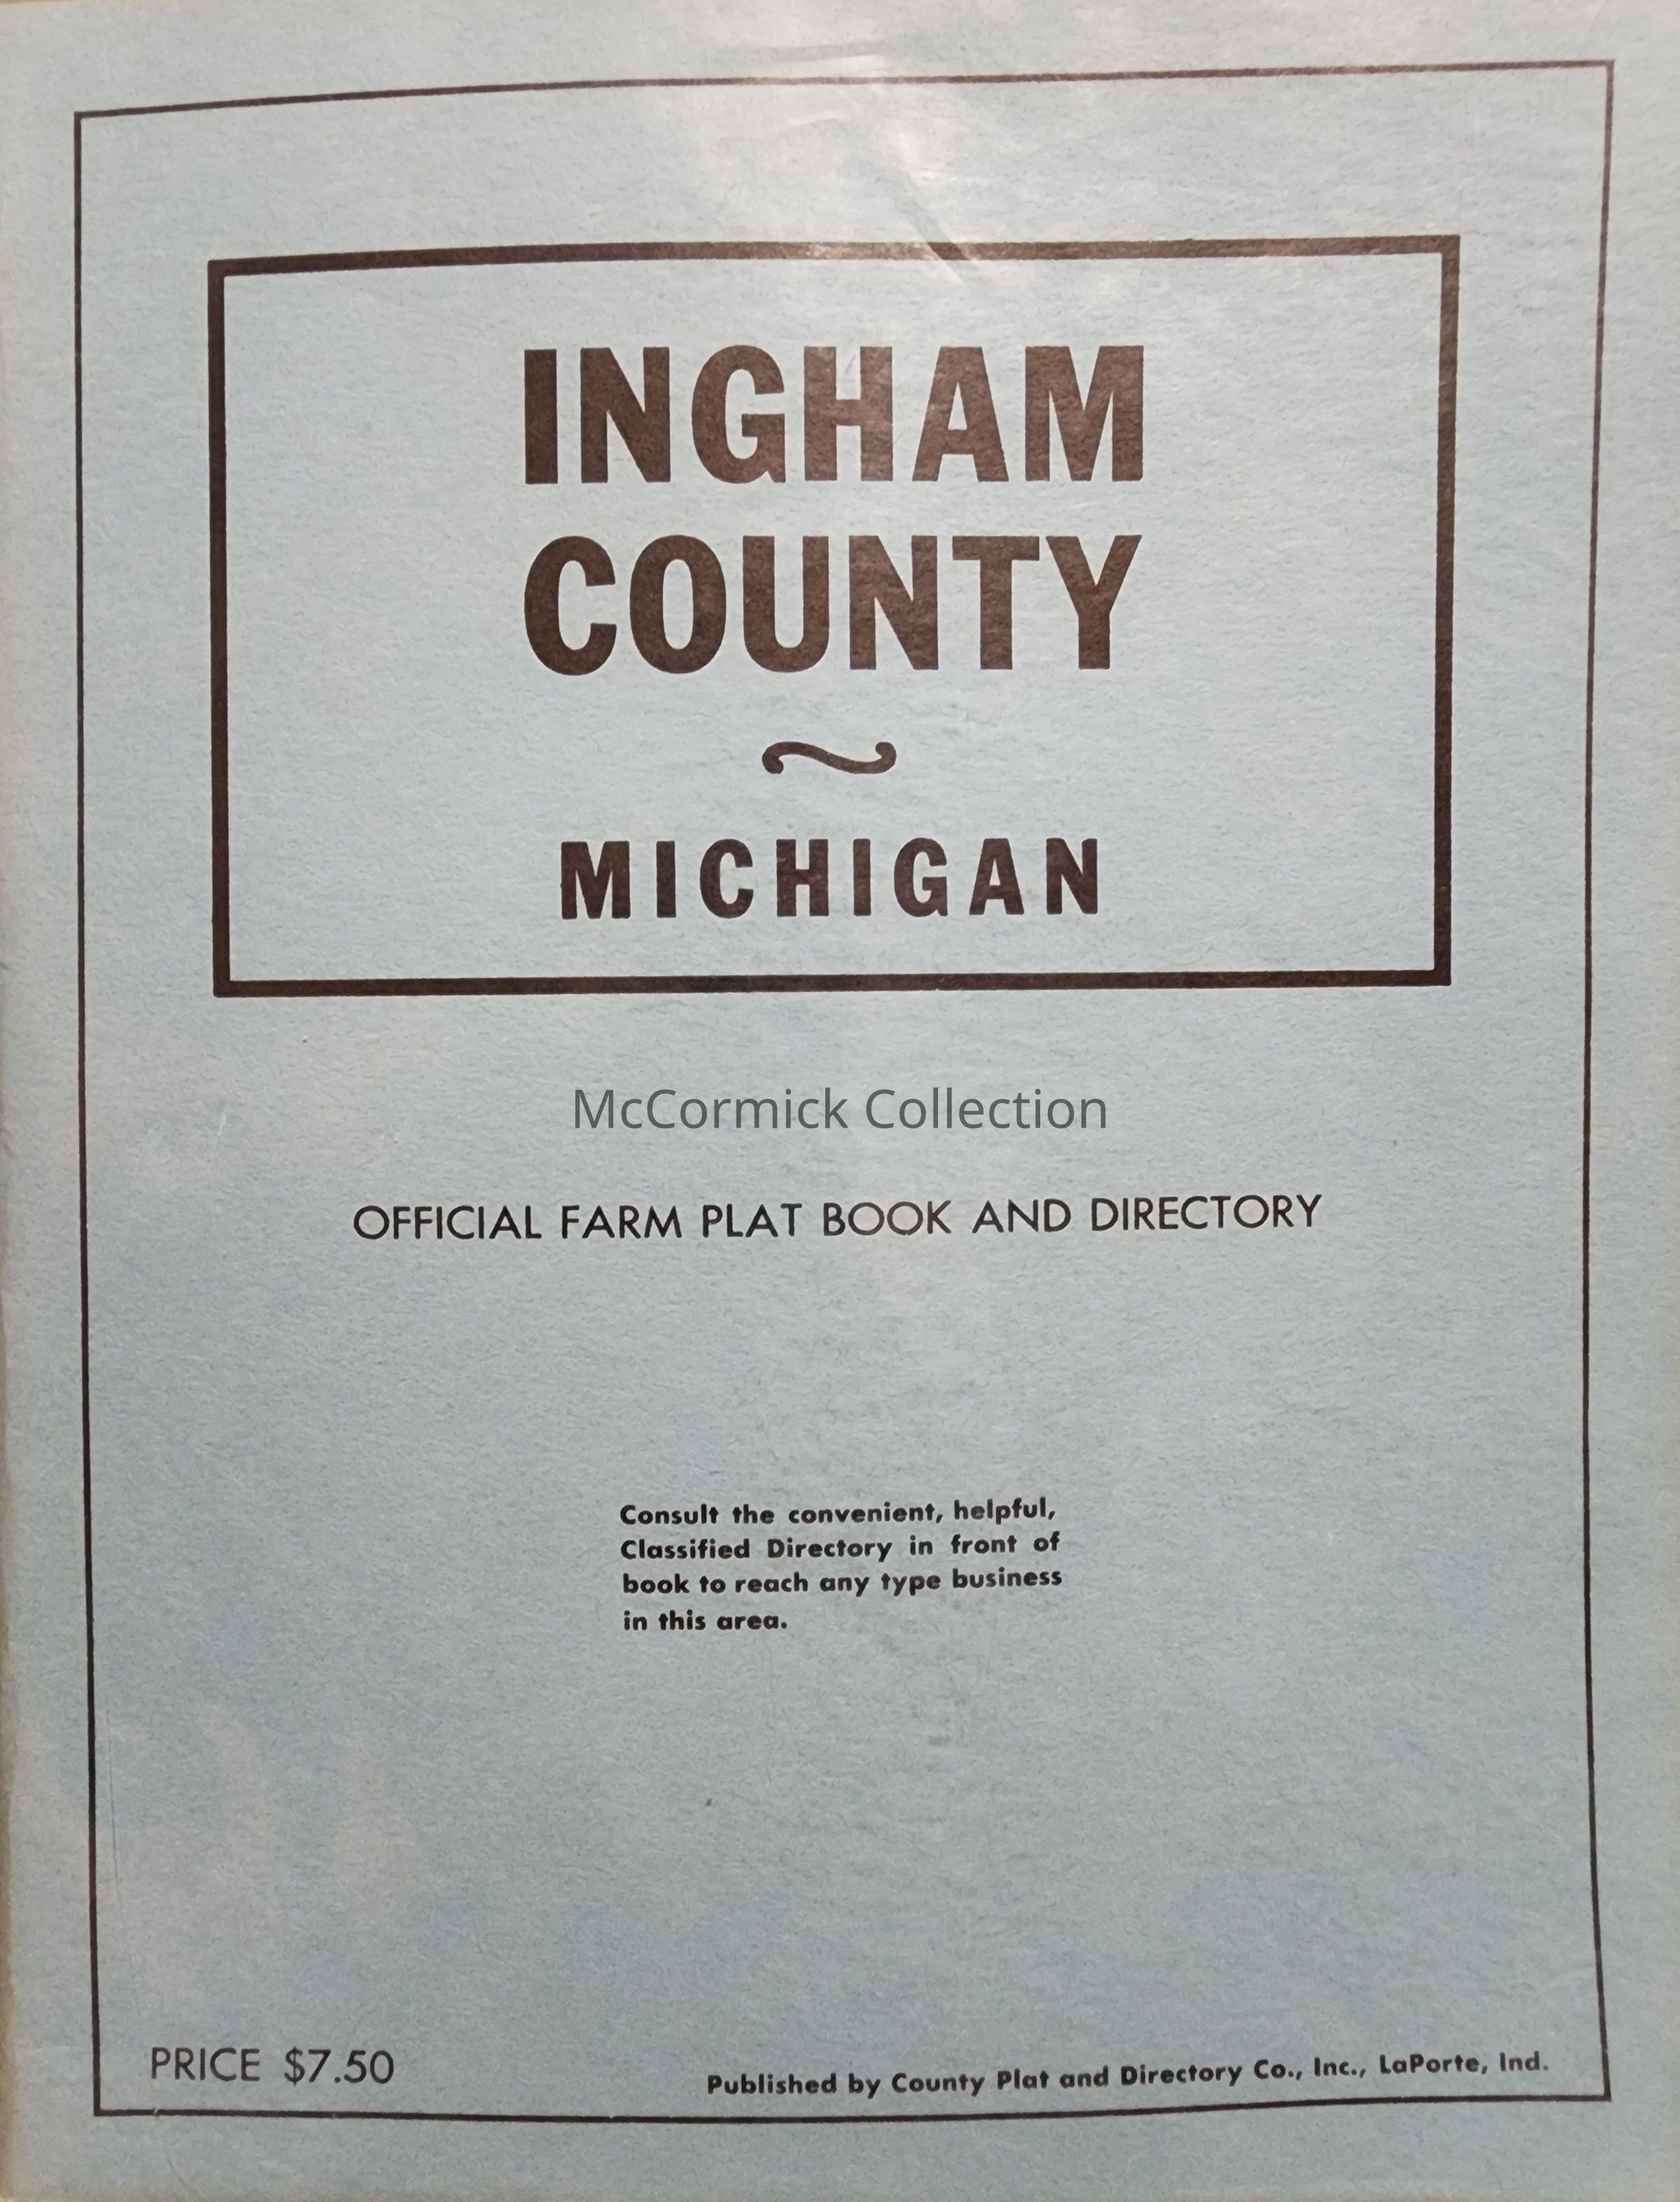 INGHAM
COUNTY
~
MICHIGAN
McCormick Collection
OFFICIAL FARM PLAT BOOK AND DIRECTORY
Consult the convenient, helpful,
Classified Directory in front of
book to reach any type business
in this area.
PRICE $7.50
Published by County Plat and Directory Co., Inc., LaPorte, Ind.